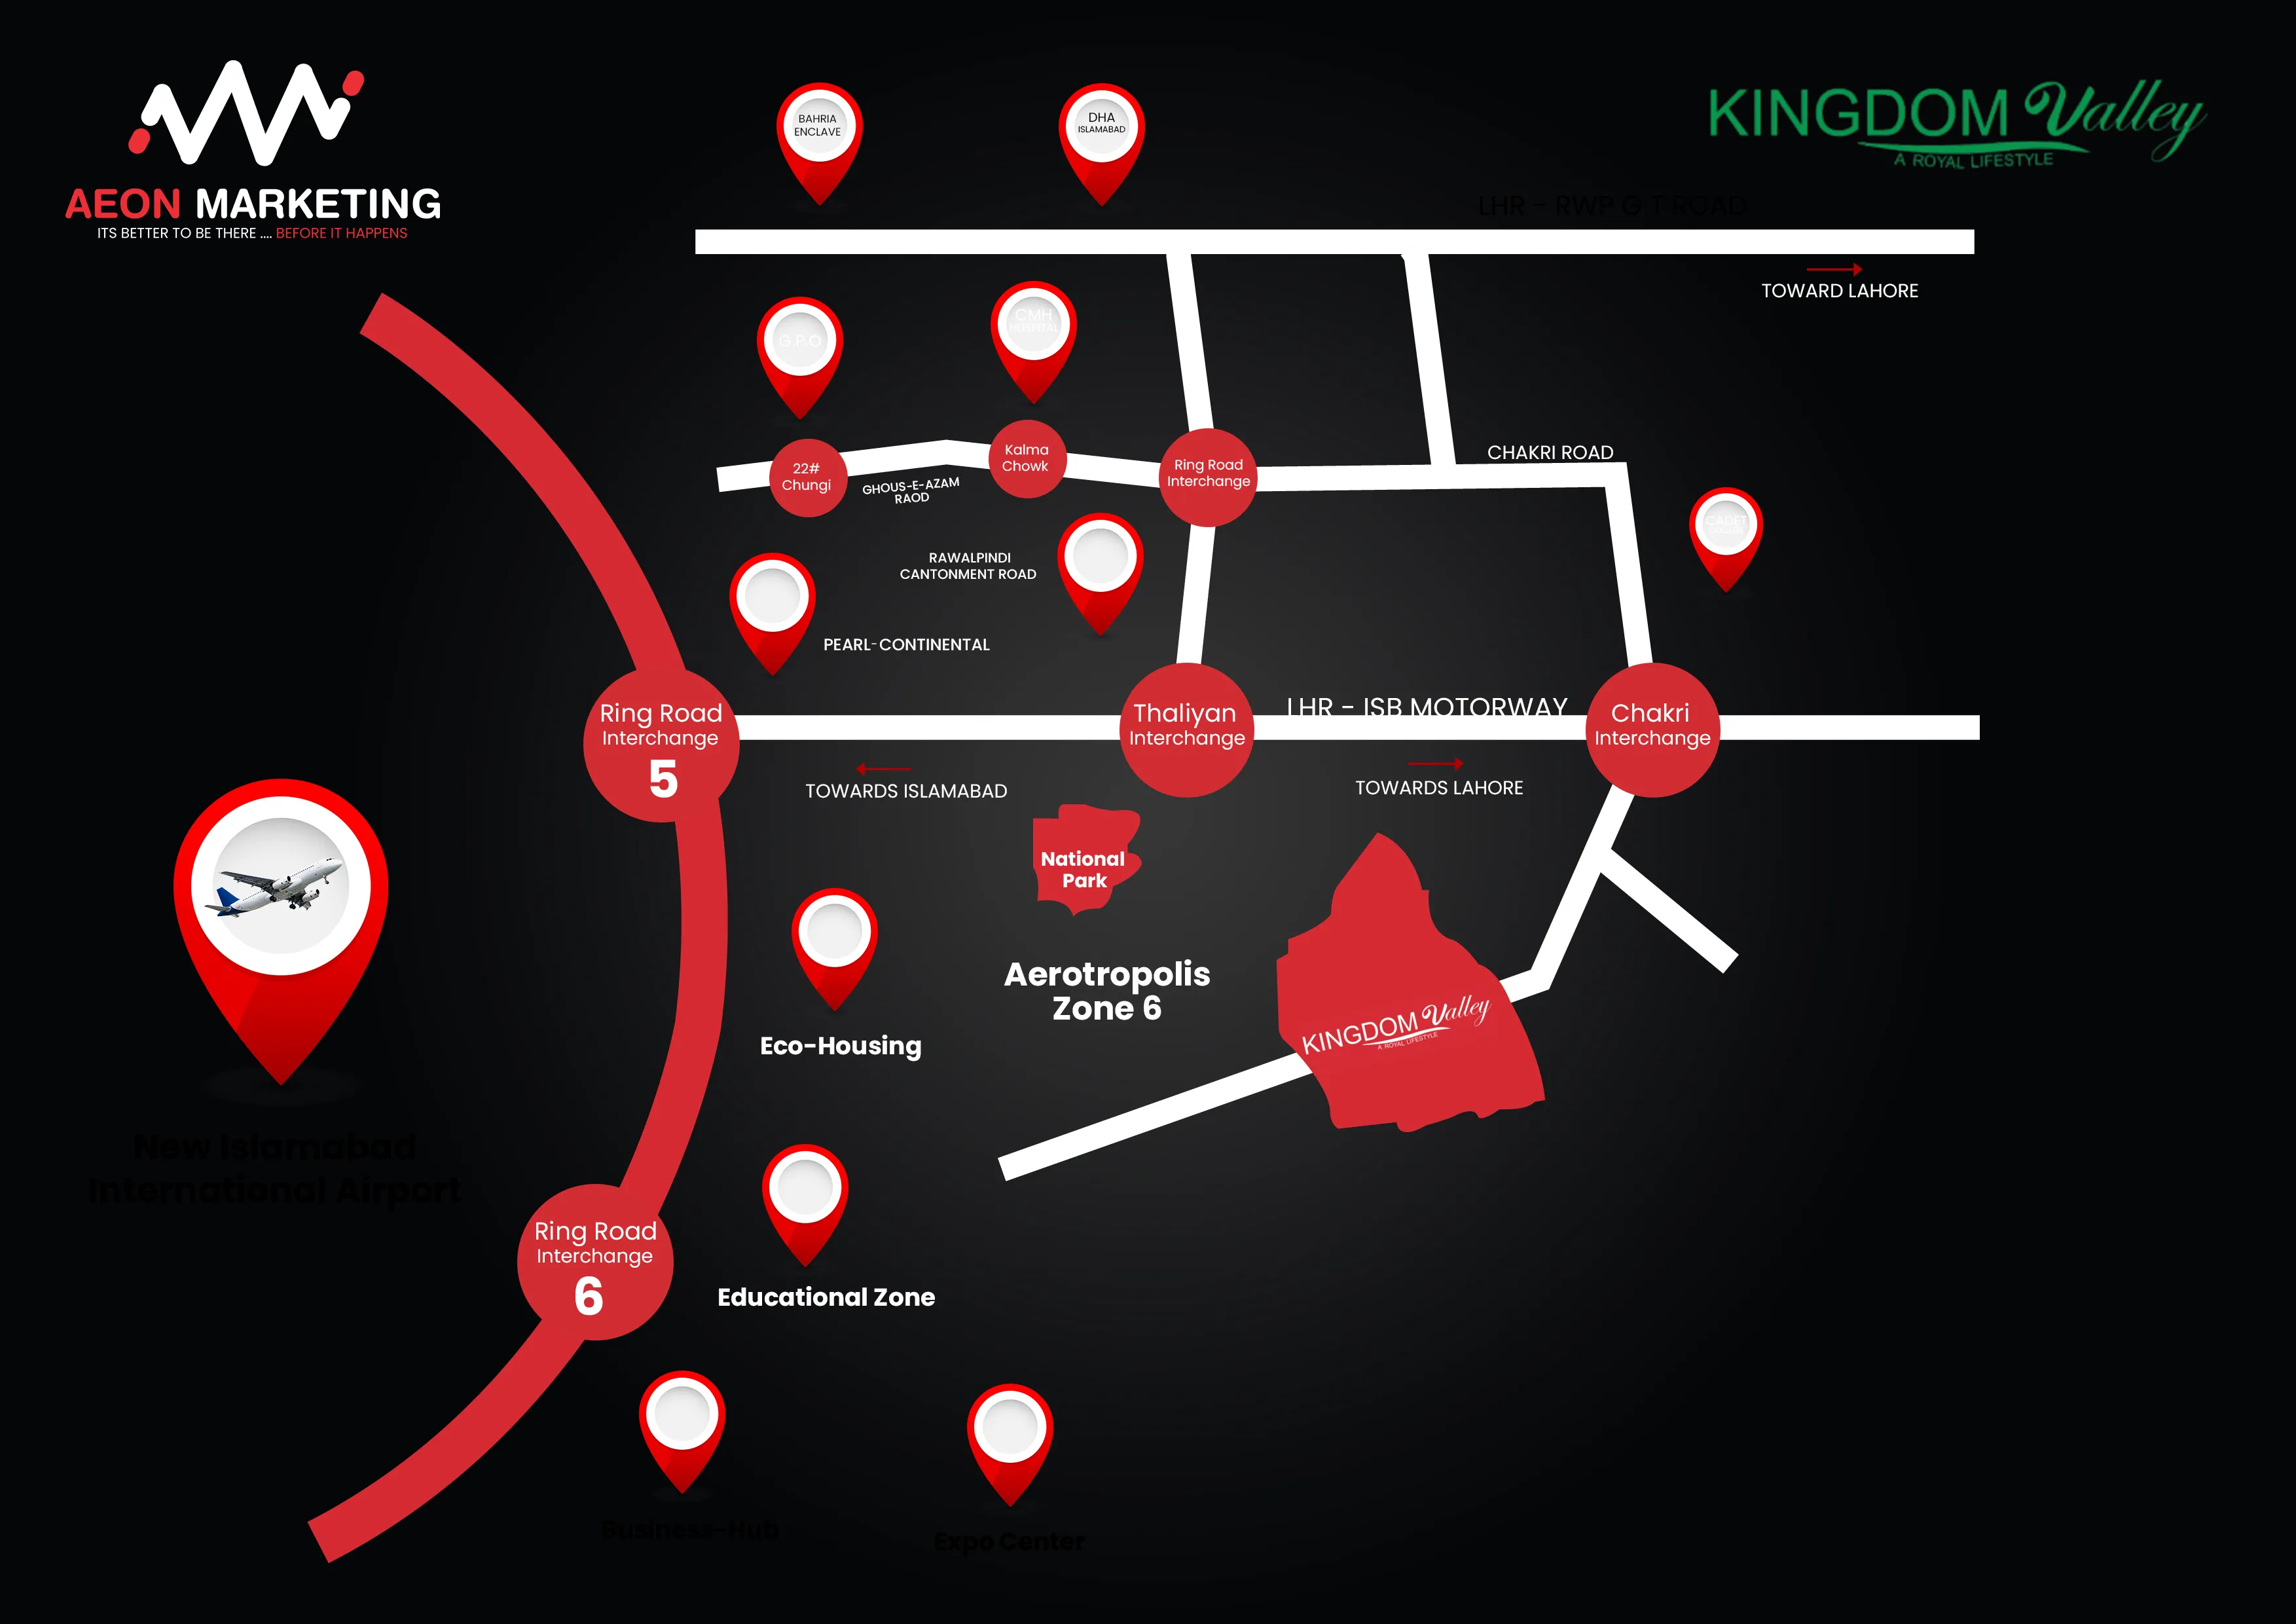 AEON MARKETING
ITS BETTER TO BE THERE .... BEFORE IT HAPPENS
KINGDOM Valley
A ROYAL LIFESTYLE
BAHRIA
ENCLAVE
DHA
ISLAMABAD
LHR - RWP G T ROAD
TOWARD LAHORE
G.P.O
CMH
HOSPITAL
22#
Chungi
GHOUS-E-AZAM
RAOD
Kalma
Chowk
Ring Road
Interchange
CHAKRI ROAD
CADET
RAWALPINDI
CANTONMENT ROAD
PEARL-CONTINENTAL
Ring Road
Interchange
5
Thaliyan
Interchange
LHR - ISB MOTORWAY
Chakri
Interchange
TOWARDS ISLAMABAD
TOWARDS LAHORE
National
Park
Aerotropolis
Zone 6
Eco-Housing
KINGDOM Valley
A ROYAL LIFESTYLE
New Islamabad
International Airport
Ring Road
Interchange
6
Educational Zone
Business-Hub
Expo Center